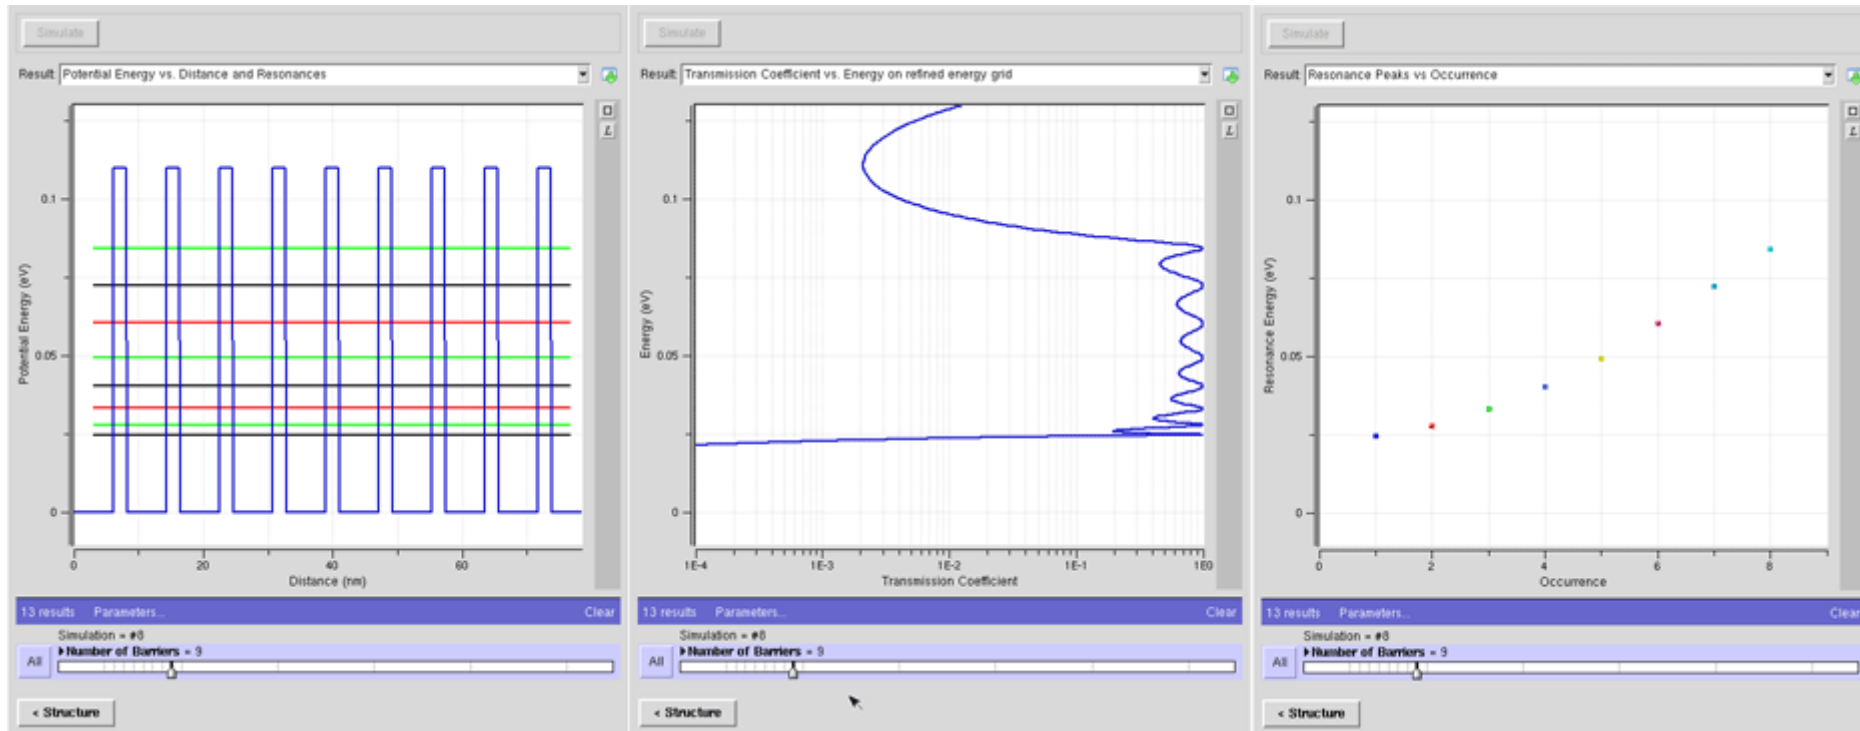 Simulate
Result Potential Energy vs. Distance and Resonances
0.1
0.05
0
Potential Energy (eV)
0 20 40 60
Distance (nm)
13 results Parameters... Clear
Simulation = #8
All Number of Barriers = 9
< Structure
Simulate
Result Transmission Coefficient vs. Energy on refined energy grid
L
0.1
0.05
0
Energy (eV)
1E-4 1E-3 1E-2 1E-1 1E0
Transmission Coefficient
13 results Parameters... Clear
Simulation = #8
All Number of Barriers = 9
< Structure
Simulate
Result Resonance Peaks vs Occurrence
L
0.1
0.05
0
Resonance Energy (eV)
0 2 4 6 8
Occurrence
13 results Parameters... Clear
Simulation = #8
All Number of Barriers = 9
< Structure